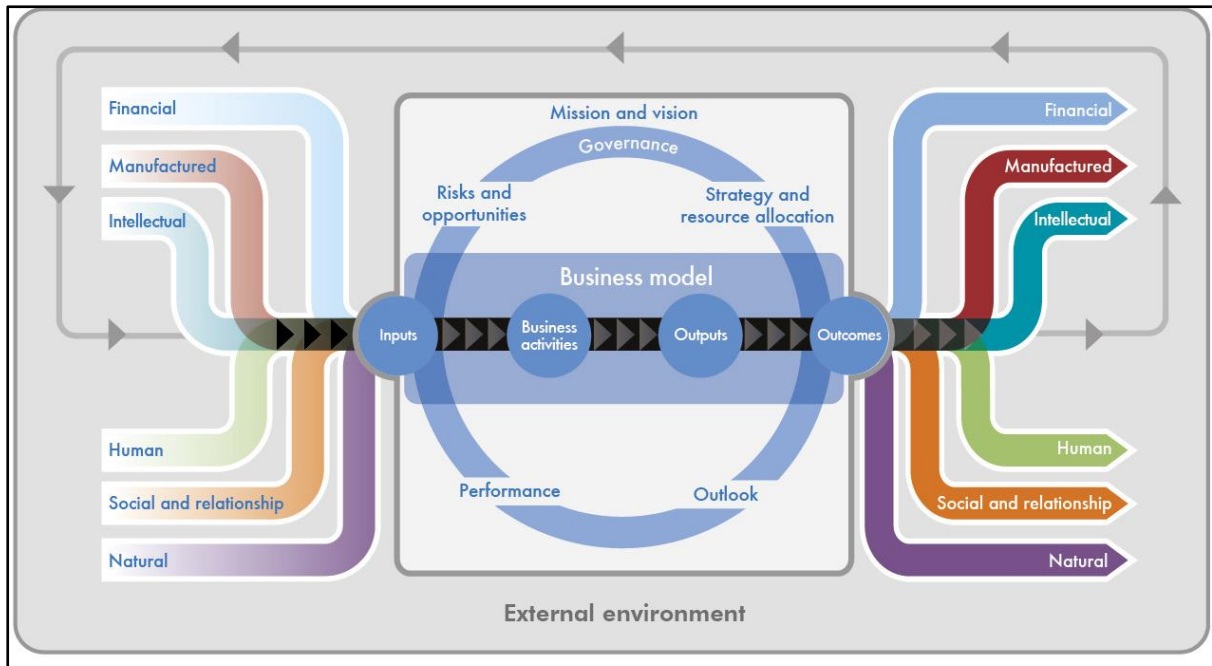 Financial
Manufactured
Intellectual
Human
Social and relationship
Natural
Mission and vision
Governance
Risks and
opportunities
Strategy and
resource allocation
Business model
Inputs
Business
activities
Outputs
Outcomes
Performance
Outlook
Financial
Manufactured
Intellectual
Human
Social and relationship
Natural
External environment